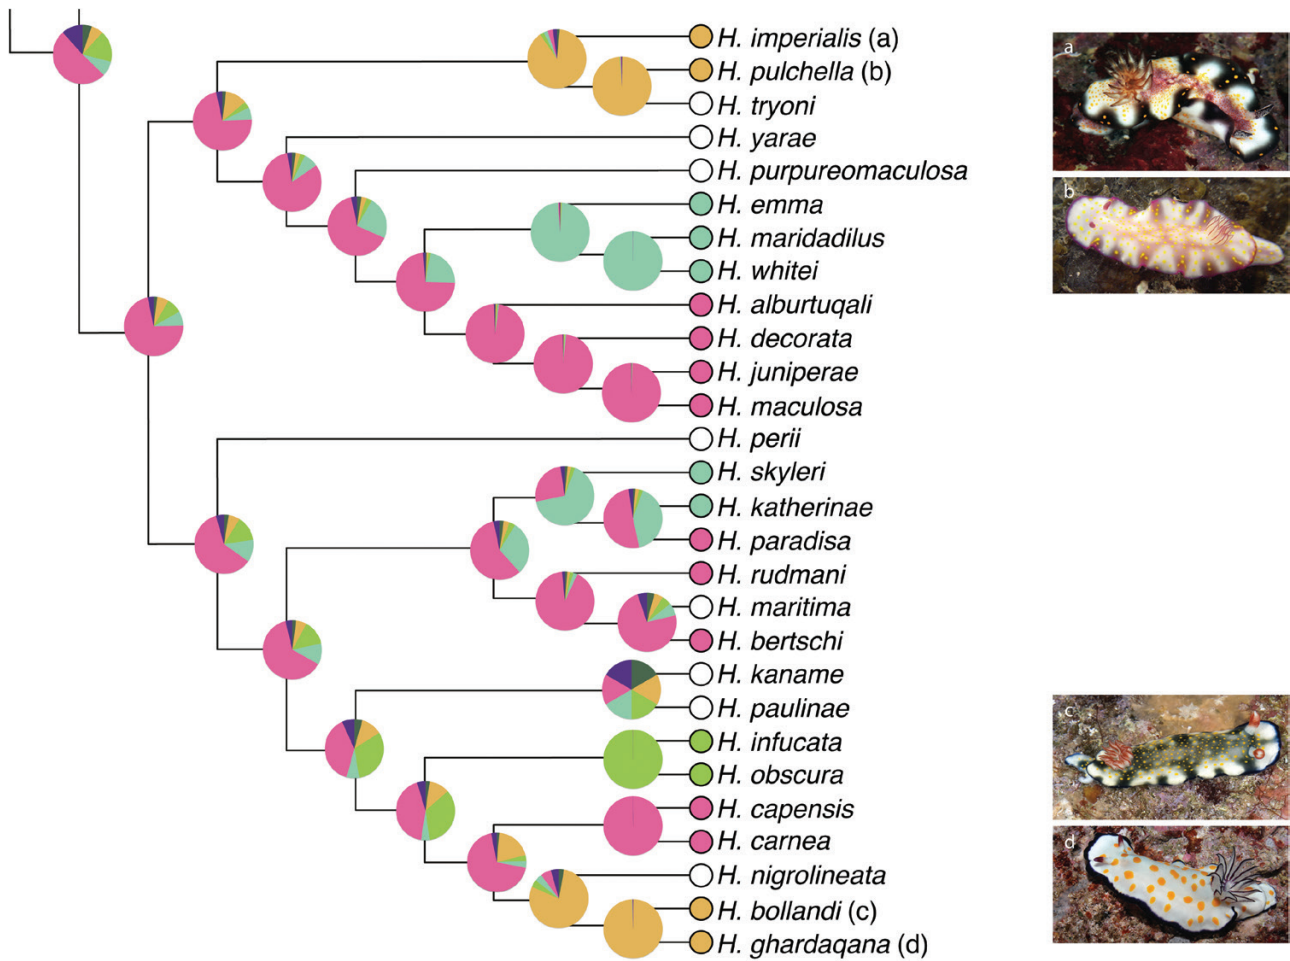 H. imperialis (a)
H. pulchella (b)
H. tryoni
H. yarae
H. purpureomaculosa
H. emma
H. maridadilus
H. whitei
H. alburtuqali
H. decorata
H. juniperae
H. maculosa
H. perii
H. skyleri
H. katherinae
H. paradisa
H. rudmani
H. maritima
H. bertschi
H. kaname
H. paulinae
H. infucata
H. obscura
H. capensis
H. carnea
H. nigrolineata
H. bollandi (c)
H. ghardaqana (d)
a
b
c
d